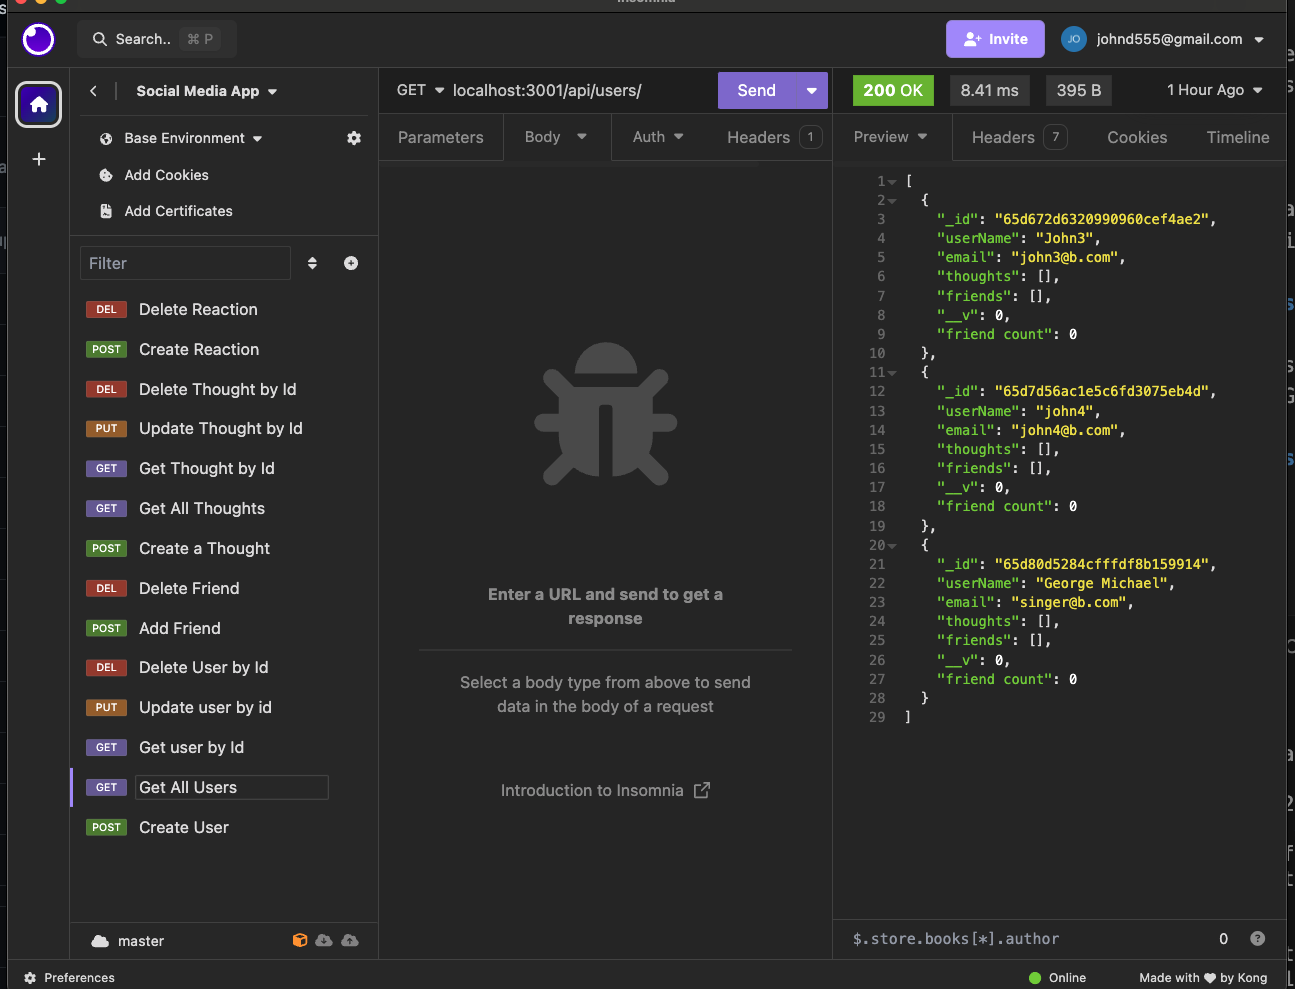 Insomnia
Search.. ⌘ P
Invite
JO johnd555@gmail.com
Social Media App
Base Environment
Add Cookies
Add Certificates
Filter
DEL Delete Reaction
POST Create Reaction
DEL Delete Thought by Id
PUT Update Thought by Id
GET Get Thought by Id
GET Get All Thoughts
POST Create a Thought
DEL Delete Friend
POST Add Friend
DEL Delete User by Id
PUT Update user by id
GET Get user by Id
GET Get All Users
POST Create User
master
GET localhost:3001/api/users/ Send
Parameters Body Auth Headers 1
Enter a URL and send to get a
response
Select a body type from above to send
data in the body of a request
Introduction to Insomnia
200 OK 8.41 ms 395 B 1 Hour Ago
Preview Headers 7 Cookies Timeline
1 [
2 {
3 "_id": "65d672d6320990960cef4ae2",
4 "userName": "John3",
5 "email": "john3@b.com",
6 "thoughts": [],
7 "friends": [],
8 "__v": 0,
9 "friend count": 0
10 },
11 {
12 "_id": "65d7d56ac1e5c6fd3075eb4d",
13 "userName": "john4",
14 "email": "john4@b.com",
15 "thoughts": [],
16 "friends": [],
17 "__v": 0,
18 "friend count": 0
19 },
20 {
21 "_id": "65d80d5284cfffdf8b159914",
22 "userName": "George Michael",
23 "email": "singer@b.com",
24 "thoughts": [],
25 "friends": [],
26 "__v": 0,
27 "friend count": 0
28 }
29 ]
$.store.books[*].author 0 ?
Preferences
Online Made with ♥ by Kong